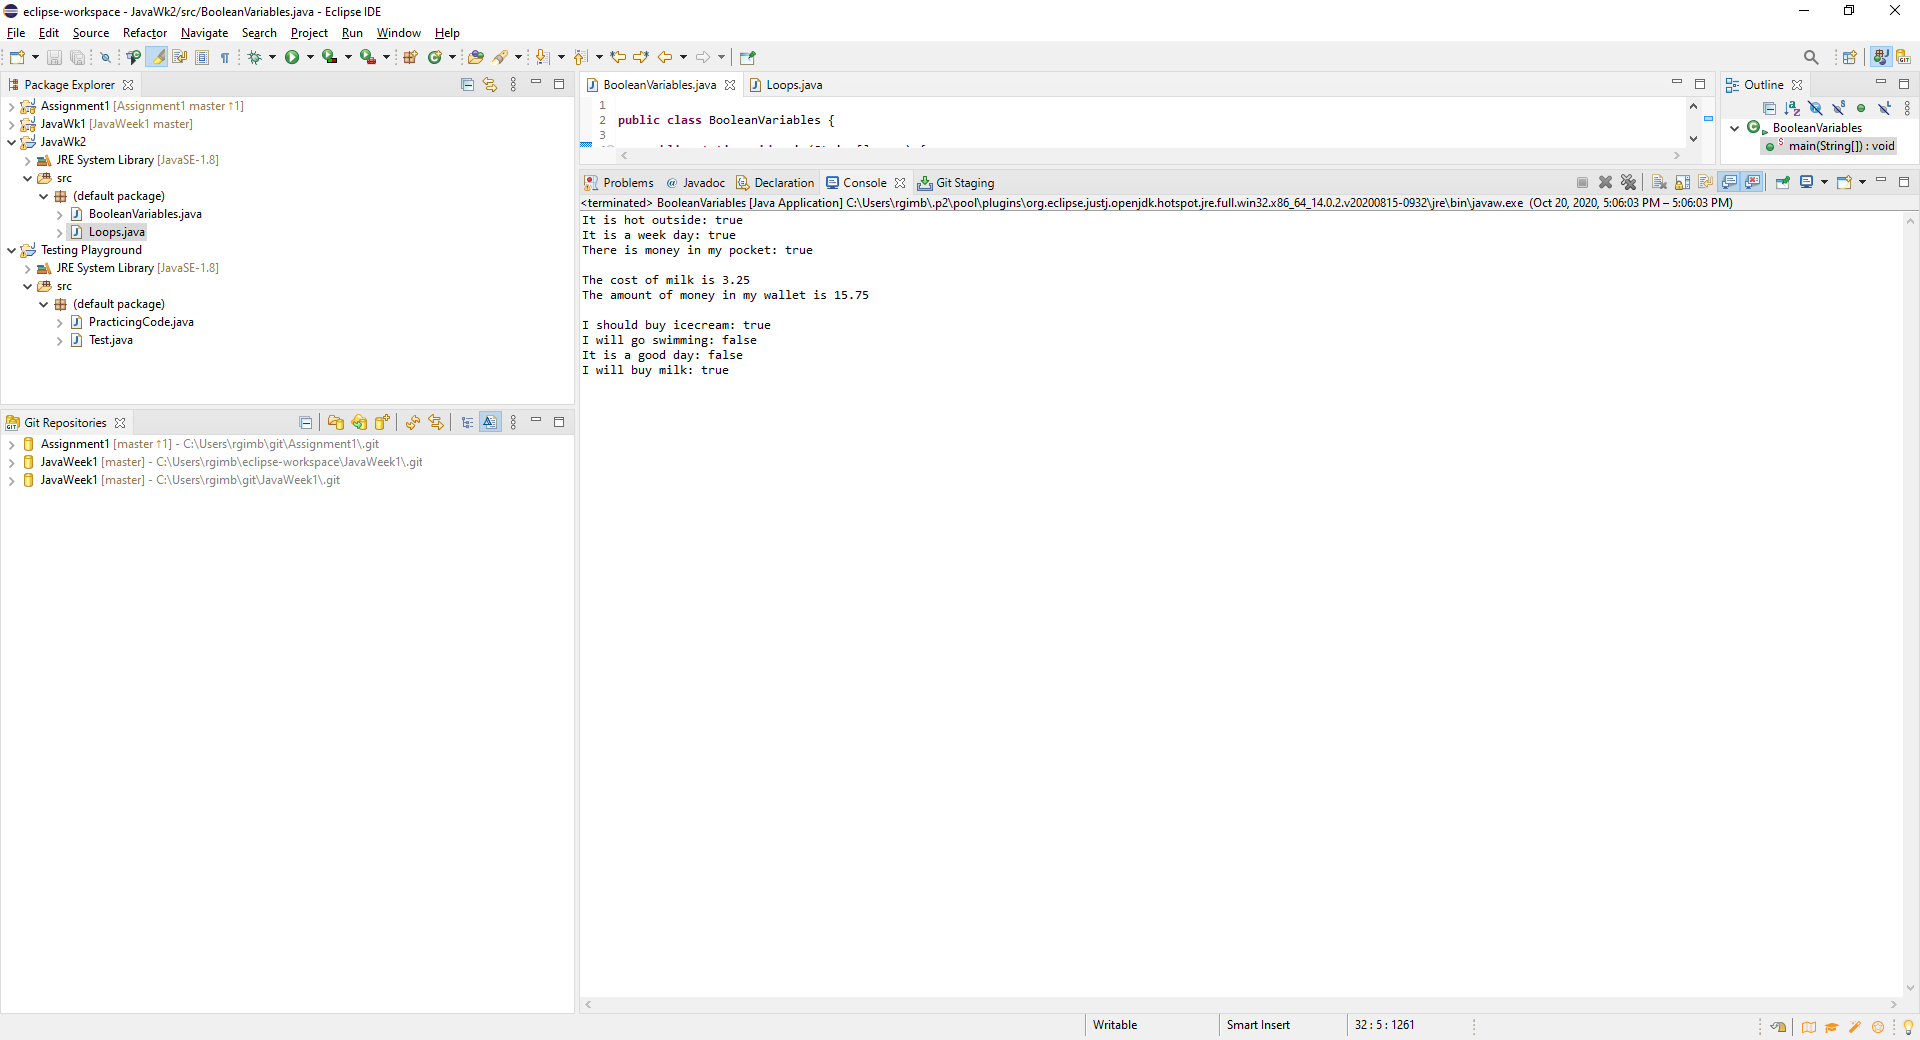 eclipse-workspace - JavaWk2/src/BooleanVariables.java - Eclipse IDE
File Edit Source Refactor Navigate Search Project Run Window Help
Package Explorer
Assignment1 [Assignment1 master ↑1]
JavaWk1 [JavaWeek1 master]
JavaWk2
JRE System Library [JavaSE-1.8]
src
(default package)
BooleanVariables.java
Loops.java
Testing Playground
JRE System Library [JavaSE-1.8]
src
(default package)
PracticingCode.java
Test.java
Git Repositories
Assignment1 [master ↑1] - C:\Users\rgimb\git\Assignment1\.git
JavaWeek1 [master] - C:\Users\rgimb\eclipse-workspace\JavaWeek1\.git
JavaWeek1 [master] - C:\Users\rgimb\git\JavaWeek1\.git
BooleanVariables.java Loops.java
1
2 public class BooleanVariables {
3
Outline
BooleanVariables
main(String[]) : void
Problems Javadoc Declaration Console Git Staging
<terminated> BooleanVariables [Java Application] C:\Users\rgimb\.p2\pool\plugins\org.eclipse.justj.openjdk.hotspot.jre.full.win32.x86_64_14.0.2.v20200815-0932\jre\bin\javaw.exe (Oct 20, 2020, 5:06:03 PM – 5:06:03 PM)
It is hot outside: true
It is a week day: true
There is money in my pocket: true
The cost of milk is 3.25
The amount of money in my wallet is 15.75
I should buy icecream: true
I will go swimming: false
It is a good day: false
I will buy milk: true
Writable Smart Insert 32 : 5 : 1261